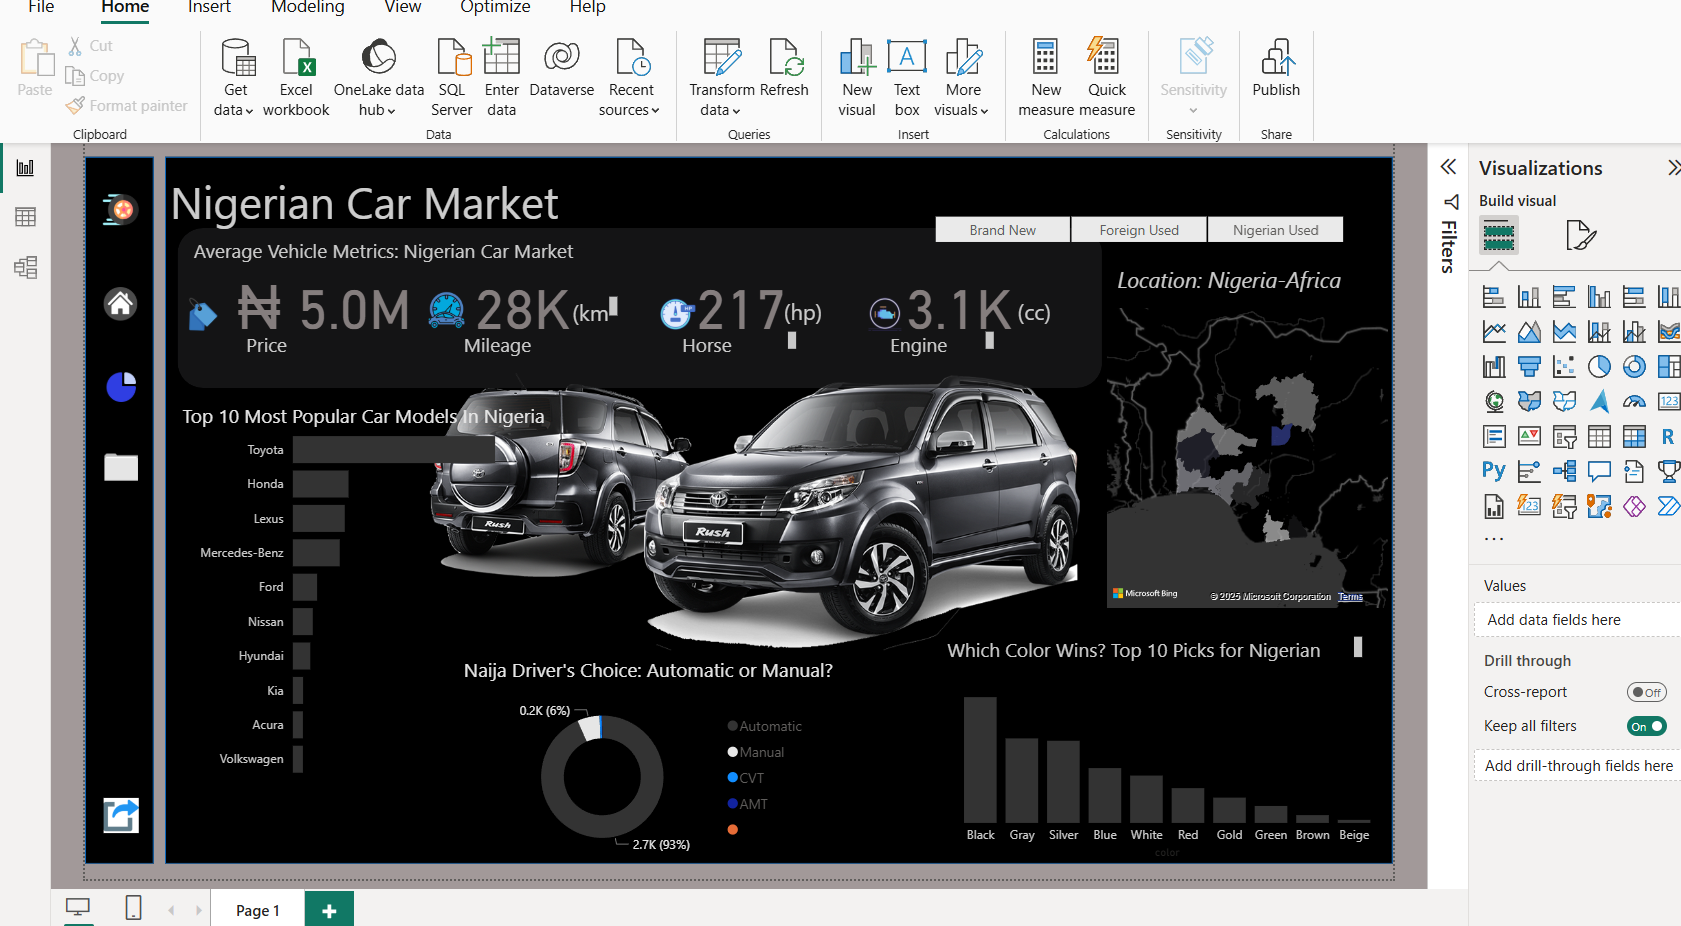 File Home Insert Modeling View Optimize Help
Paste
Cut
Copy
Format painter
Clipboard
Get data
Excel workbook
OneLake data hub
SQL Server
Enter data
Dataverse
Recent sources
Data
Transform data
Refresh
Queries
New visual
Text box
More visuals
Insert
New measure
Quick measure
Calculations
Sensitivity
Sensitivity
Publish
Share
Nigerian Car Market
Brand New
Foreign Used
Nigerian Used
Average Vehicle Metrics: Nigerian Car Market
₦ 5.0M
Price
28K (km
Mileage
217 (hp)
Horse
3.1K (cc)
Engine
Location: Nigeria-Africa
Microsoft Bing
© 2025 Microsoft Corporation Terms
Top 10 Most Popular Car Models In Nigeria
Toyota
Honda
Lexus
Mercedes-Benz
Ford
Nissan
Hyundai
Kia
Acura
Volkswagen
Rush
Rush
Naija Driver's Choice: Automatic or Manual?
0.2K (6%)
2.7K (93%)
Automatic
Manual
CVT
AMT
Which Color Wins? Top 10 Picks for Nigerian
Black Gray Silver Blue White Red Gold Green Brown Beige
color
Filters
Visualizations
Build visual
123
R
Py
123
...
Values
Add data fields here
Drill through
Cross-report
Off
Keep all filters
On
Add drill-through fields here
Page 1